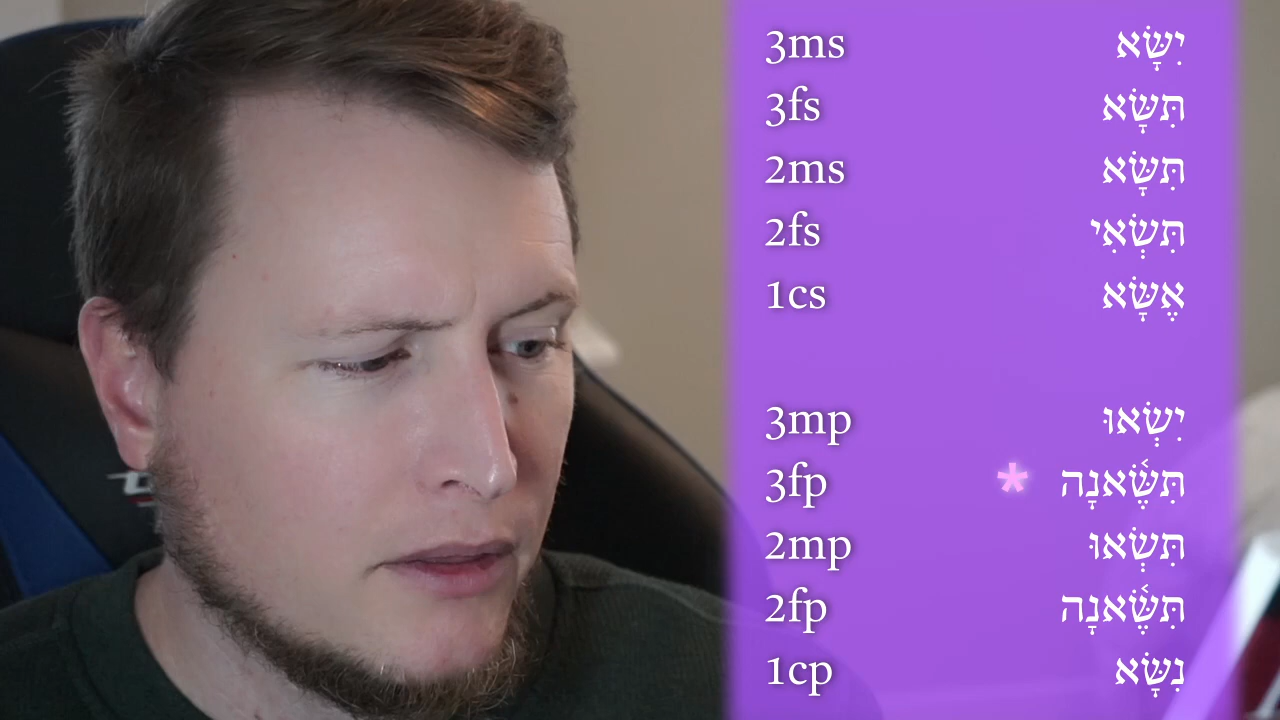 3ms יִשָּׂא
3fs תִּשָּׂא
2ms תִּשָּׂא
2fs תִּשְׂאִי
1cs אֶשָּׂא
3mp יִשְׂאוּ
3fp * תִּשֶּׂ֫אנָה
2mp תִּשְׂאוּ
2fp תִּשֶּׂ֫אנָה
1cp נִשָּׂא